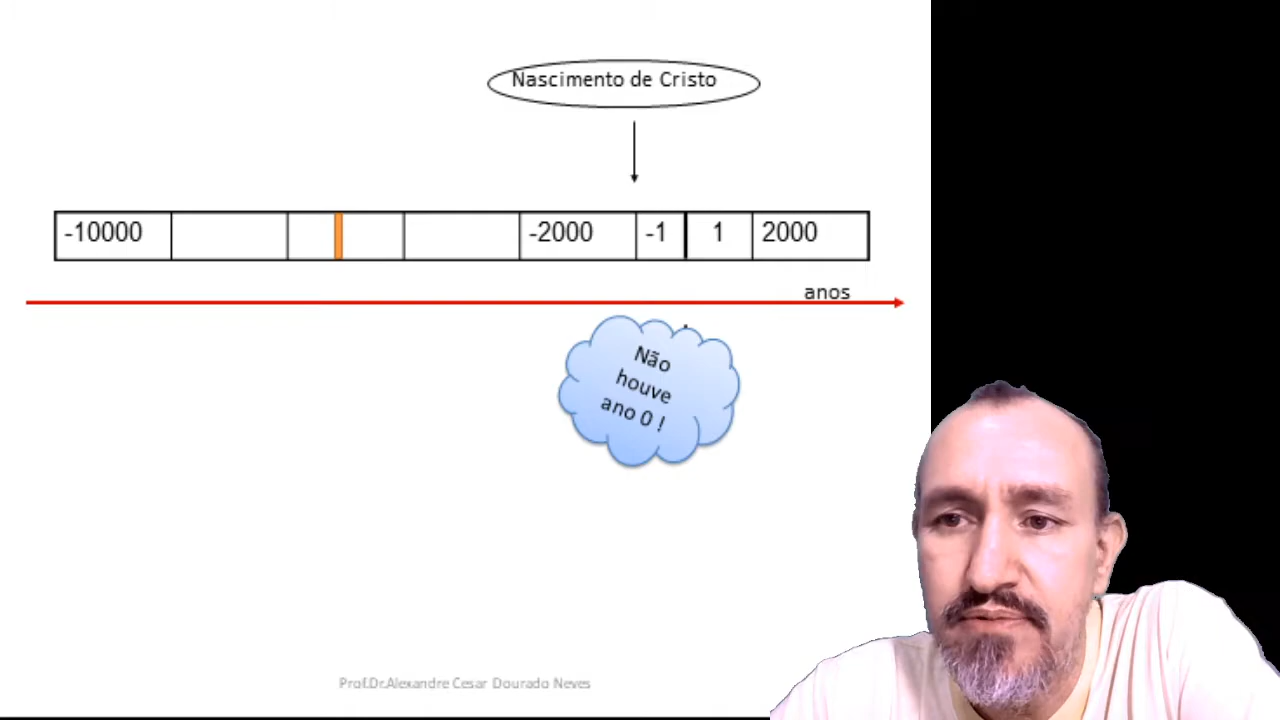 Nascimento de Cristo
-10000 -2000 -1 1 2000
anos
Não
houve
ano 0 !
Prof.Dr.Alexandre Cesar Dourado Neves